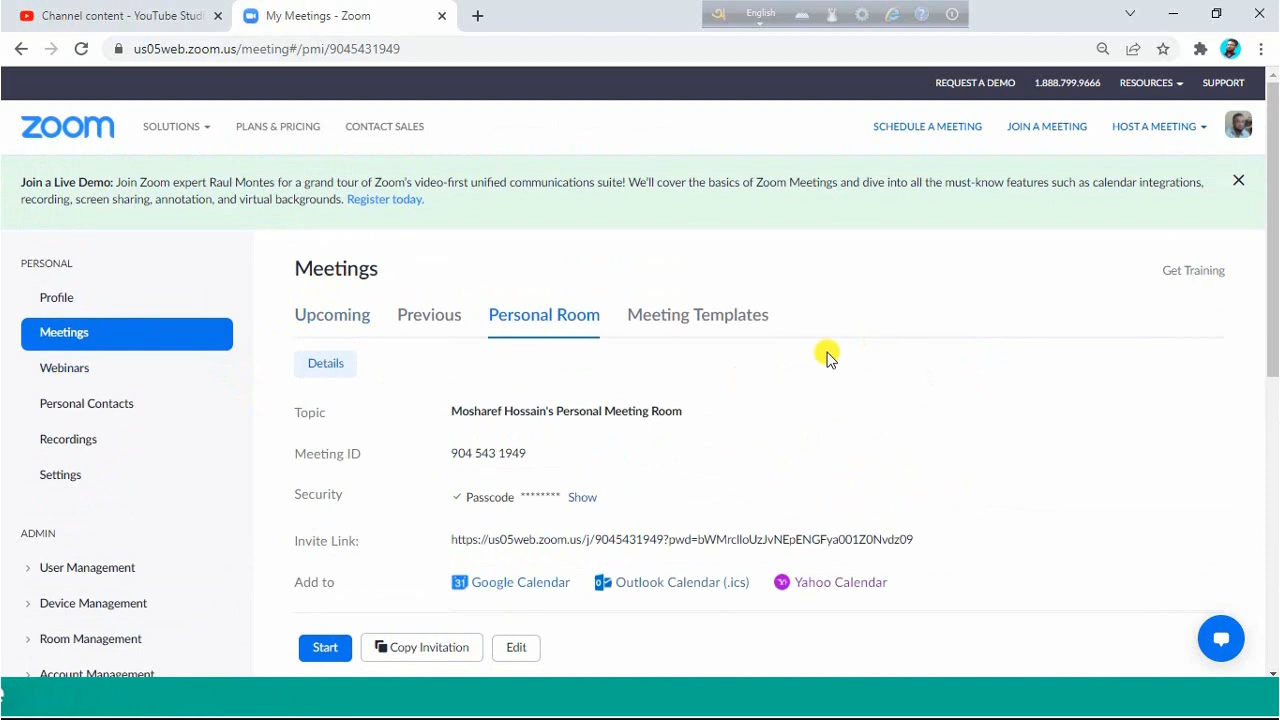 Channel content - YouTube Studi
My Meetings - Zoom
English
us05web.zoom.us/meeting#/pmi/9045431949
REQUEST A DEMO 1.888.799.9666 RESOURCES SUPPORT
zoom SOLUTIONS PLANS & PRICING CONTACT SALES SCHEDULE A MEETING JOIN A MEETING HOST A MEETING
Join a Live Demo: Join Zoom expert Raul Montes for a grand tour of Zoom's video-first unified communications suite! We'll cover the basics of Zoom Meetings and dive into all the must-know features such as calendar integrations,
recording, screen sharing, annotation, and virtual backgrounds. Register today.
PERSONAL
Profile
Meetings
Webinars
Personal Contacts
Recordings
Settings
ADMIN
User Management
Device Management
Room Management
Account Management
Meetings
Get Training
Upcoming Previous Personal Room Meeting Templates
Details
Topic Mosharef Hossain's Personal Meeting Room
Meeting ID 904 543 1949
Security Passcode ******** Show
Invite Link: https://us05web.zoom.us/j/9045431949?pwd=bWMrclloUzJvNEpENGFya001Z0Nvdz09
Add to Google Calendar Outlook Calendar (.ics) Yahoo Calendar
Start Copy Invitation Edit
e